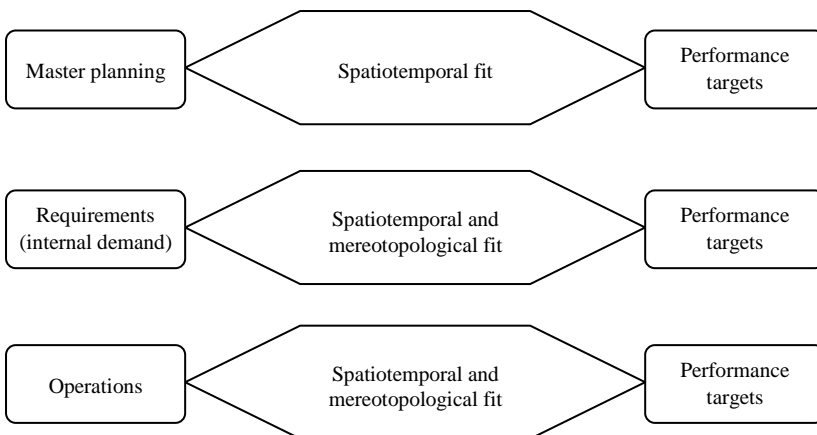 Master planning
Spatiotemporal fit
Performance
targets
Requirements
(internal demand)
Spatiotemporal and
mereotopological fit
Performance
targets
Operations
Spatiotemporal and
mereotopological fit
Performance
targets